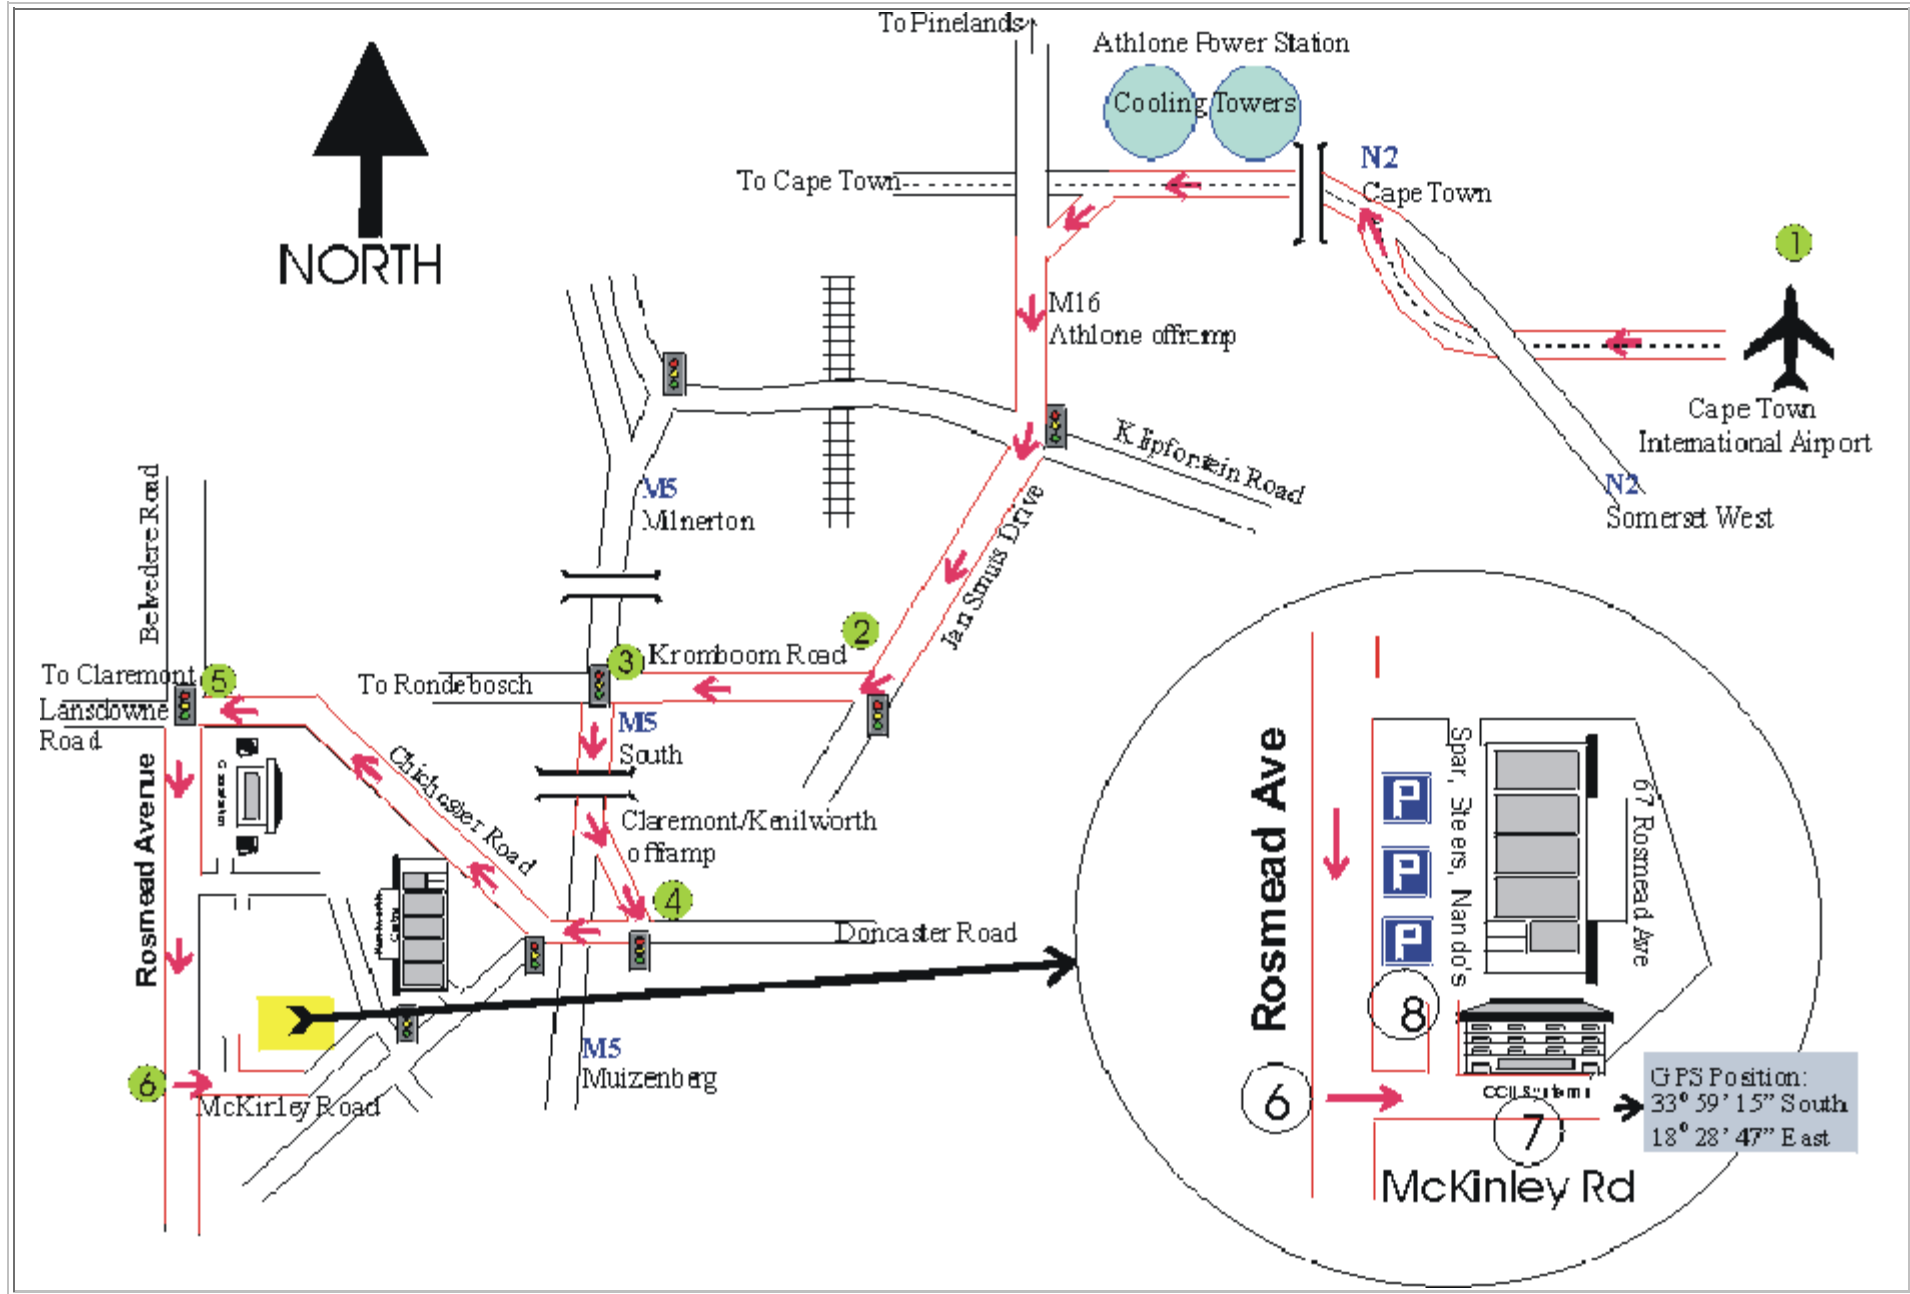 To Pinelands
Athlone Power Station
Cooling Towers
N2
Cape Town
To Cape Town
1
NORTH
M16
Athlone offramp
Cape Town
International Airport
Klipfontein Road
N2
Somerset West
Belvedere Road
M5
Milnerton
Jan Smuts Drive
2
3
Kromboom Road
To Rondebosch
To Claremont
5
Lansdowne
Road
M5
South
Chichester Road
Claremont/Kenilworth
offramp
Rosmead Avenue
4
Doncaster Road
M5
Muizenberg
6
McKinley Road
Rosmead Ave
Spar, Steers, Nando's
67 Rosmead Ave
P
P
P
8
6
7
McKinley Rd
GPS Position:
33° 59' 15” South
18° 28' 47” East